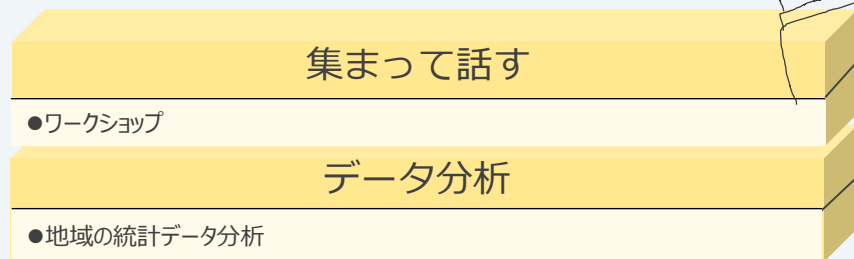 集まって話す
●ワークショップ
データ分析
●地域の統計データ分析